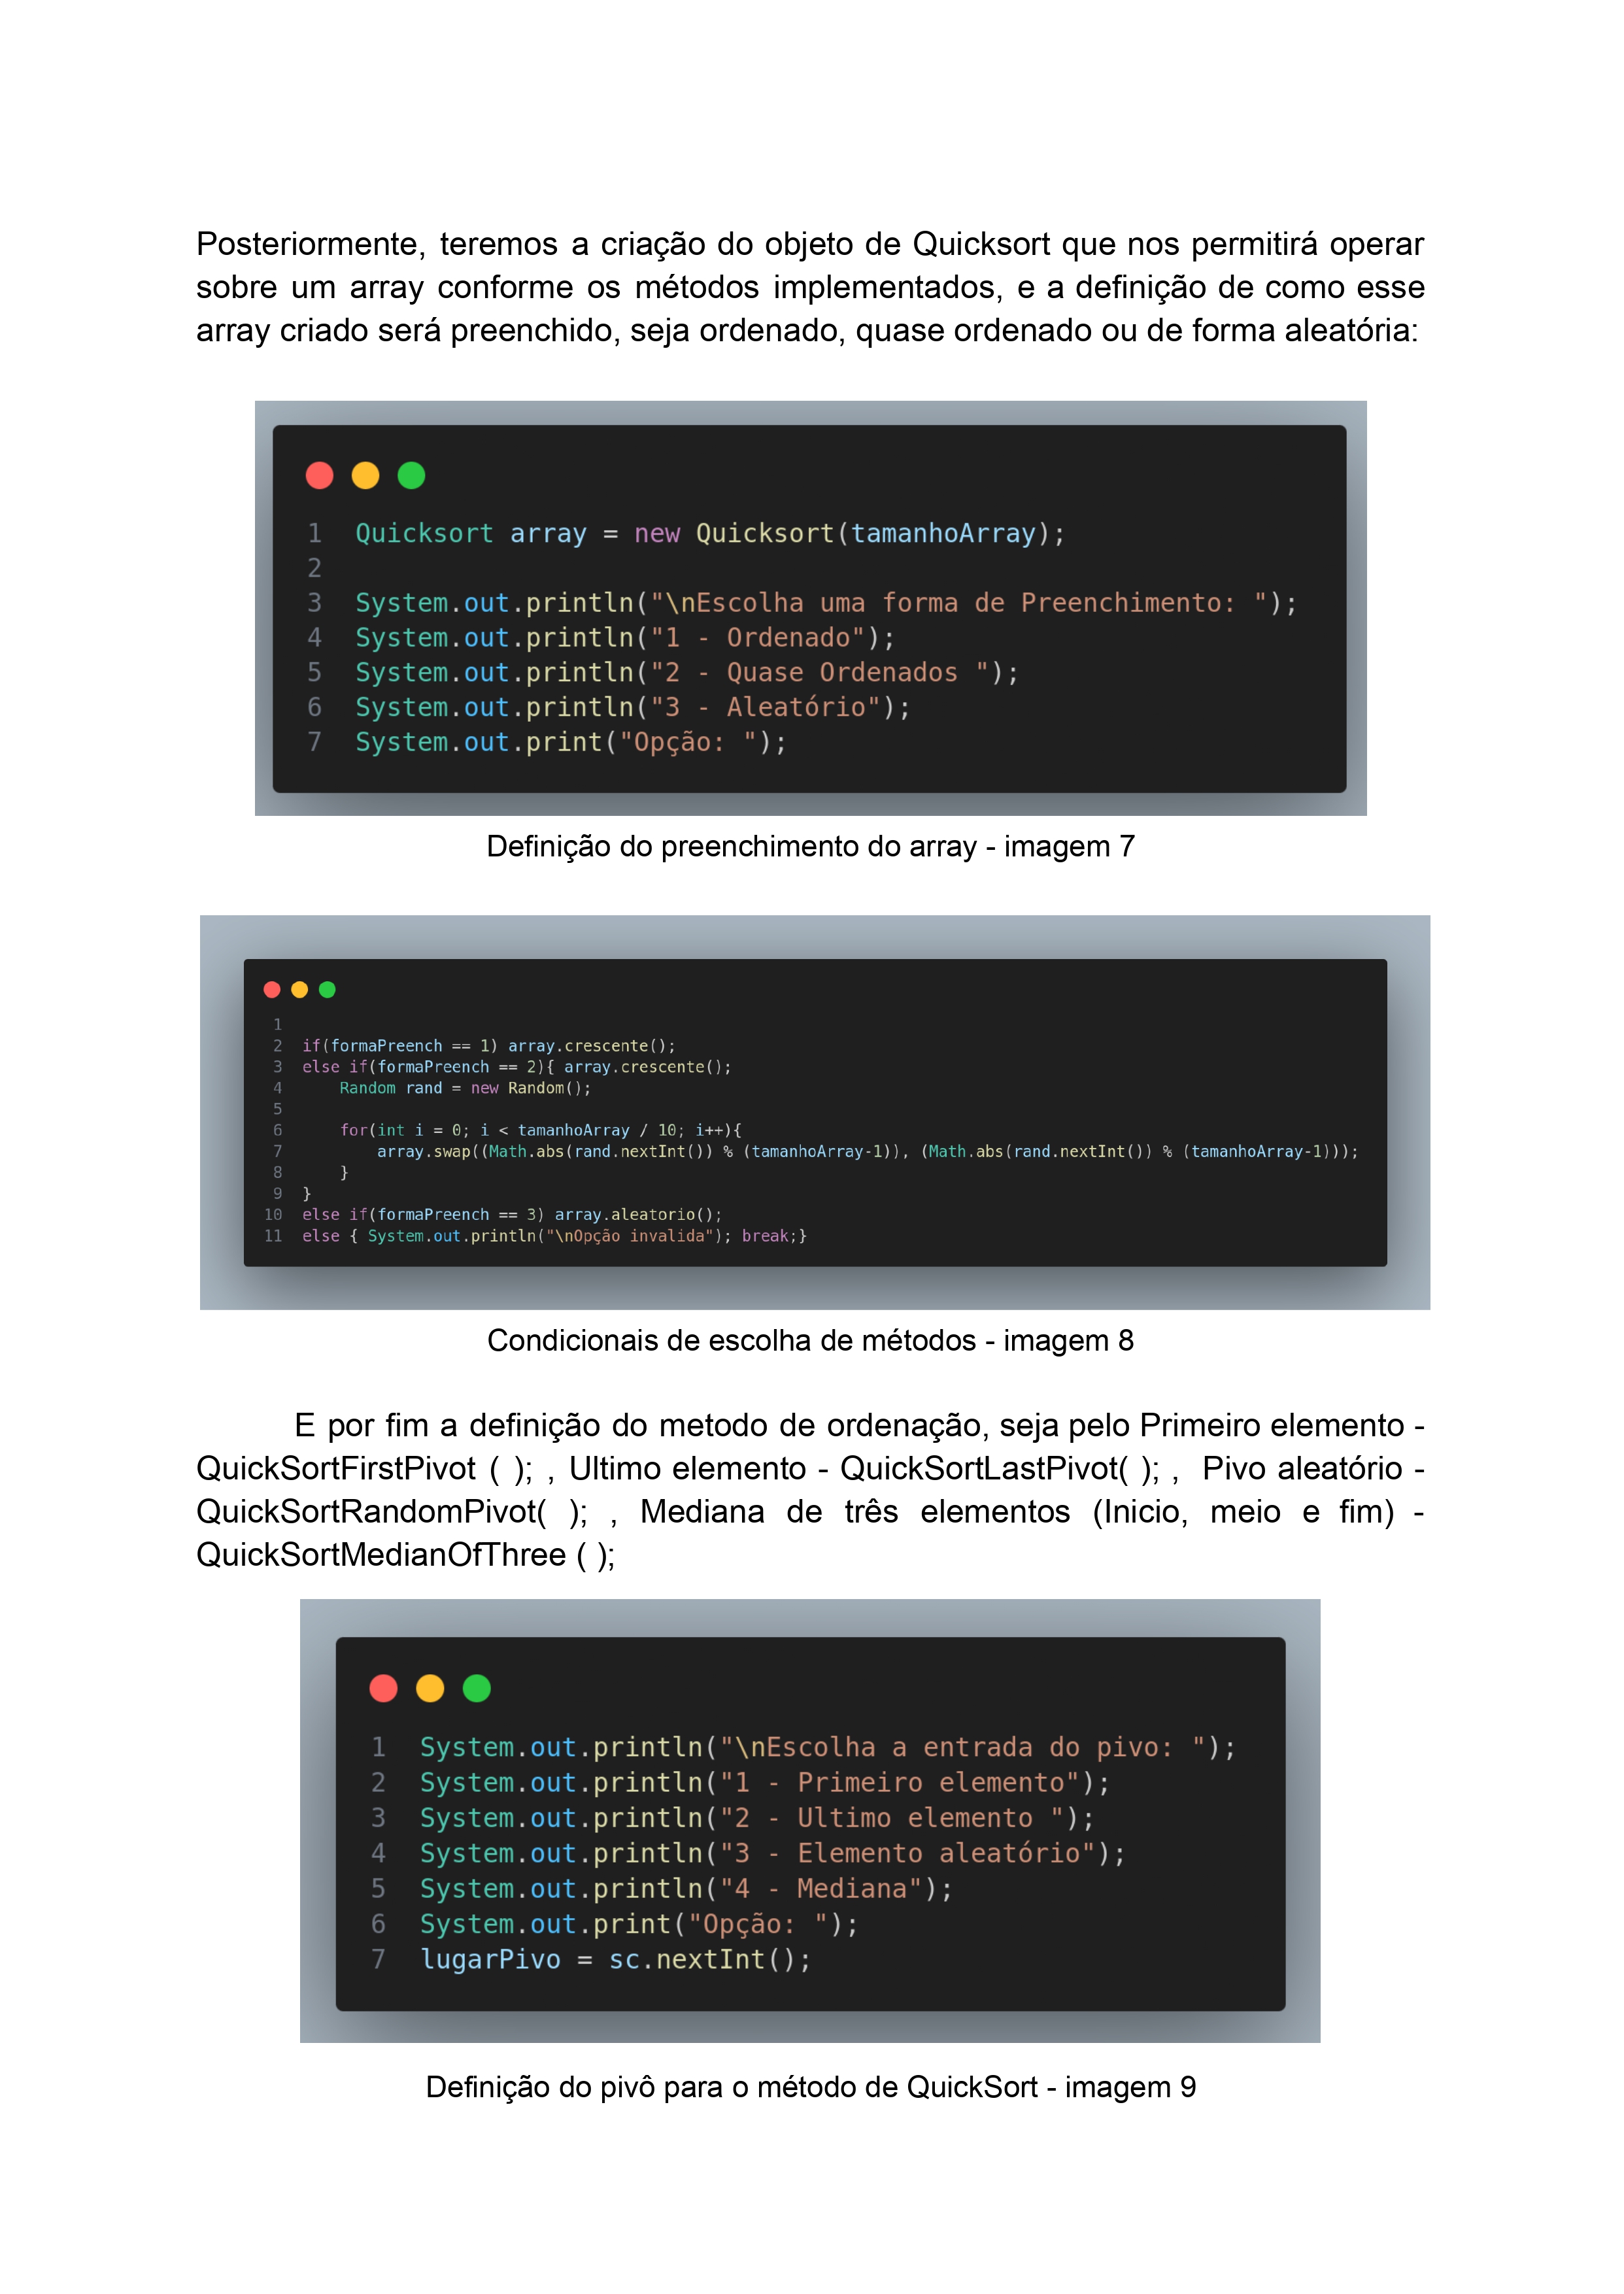 Posteriormente, teremos a criação do objeto de Quicksort que nos permitirá operar
sobre um array conforme os métodos implementados, e a definição de como esse
array criado será preenchido, seja ordenado, quase ordenado ou de forma aleatória:
1 Quicksort array = new Quicksort(tamanhoArray);
2
3 System.out.println("\nEscolha uma forma de Preenchimento: ");
4 System.out.println("1 - Ordenado");
5 System.out.println("2 - Quase Ordenados ");
6 System.out.println("3 - Aleatório");
7 System.out.print("Opção: ");
Definição do preenchimento do array - imagem 7
1
2 if(formaPreench == 1) array.crescente();
3 else if(formaPreench == 2){ array.crescente();
4     Random rand = new Random();
5
6     for(int i = 0; i < tamanhoArray / 10; i++){
7         array.swap((Math.abs(rand.nextInt()) % (tamanhoArray-1)), (Math.abs(rand.nextInt()) % (tamanhoArray-1)));
8     }
9 }
10 else if(formaPreench == 3) array.aleatorio();
11 else { System.out.println("\nOpção invalida"); break;}
Condicionais de escolha de métodos - imagem 8
E por fim a definição do metodo de ordenação, seja pelo Primeiro elemento -
QuickSortFirstPivot ( ); , Ultimo elemento - QuickSortLastPivot( ); , Pivo aleatório -
QuickSortRandomPivot( ); , Mediana de três elementos (Inicio, meio e fim) -
QuickSortMedianOfThree ( );
1 System.out.println("\nEscolha a entrada do pivo: ");
2 System.out.println("1 - Primeiro elemento");
3 System.out.println("2 - Ultimo elemento ");
4 System.out.println("3 - Elemento aleatório");
5 System.out.println("4 - Mediana");
6 System.out.print("Opção: ");
7 lugarPivo = sc.nextInt();
Definição do pivô para o método de QuickSort - imagem 9